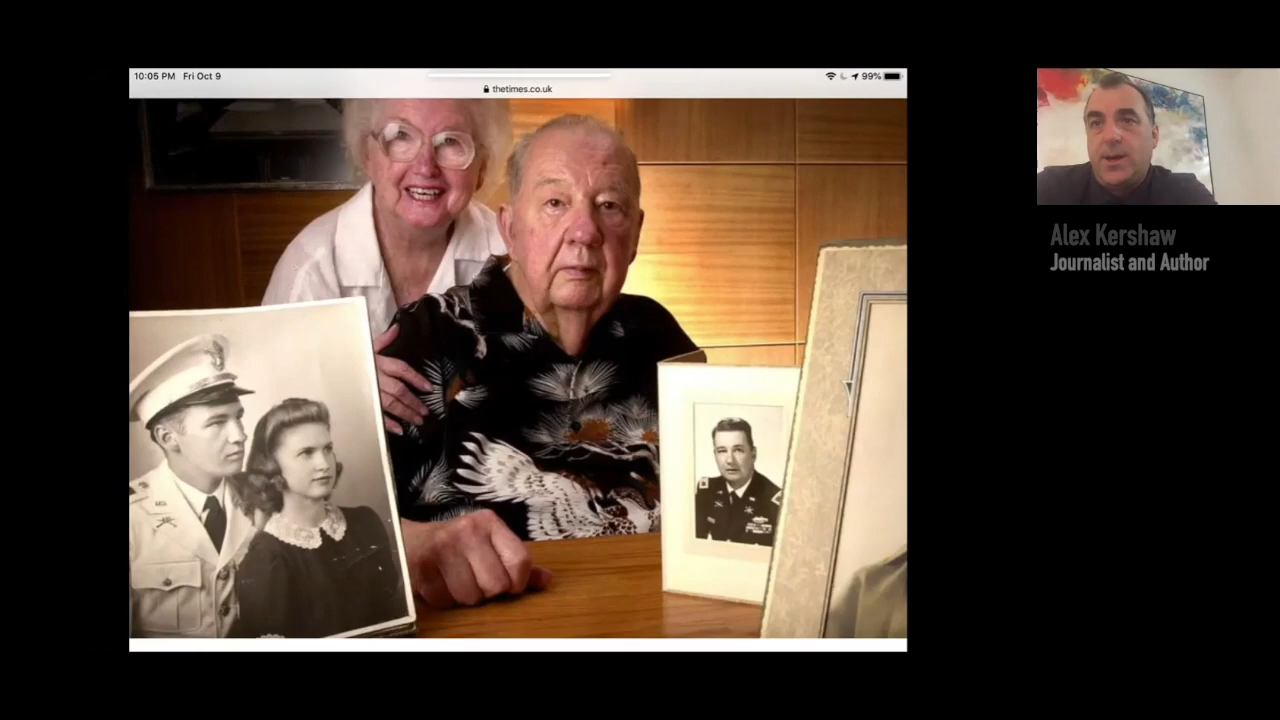 10:05 PM Fri Oct 9
99%
thetimes.co.uk
Alex Kershaw
Journalist and Author